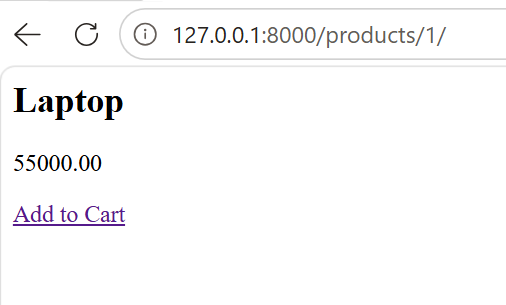 127.0.0.1:8000/products/1/
Laptop
55000.00
Add to Cart